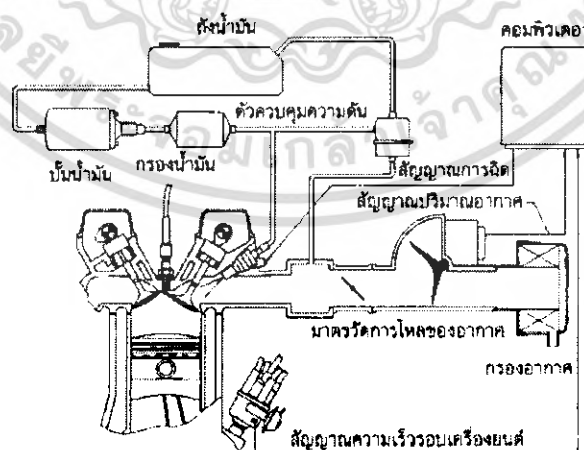 ถังน้ำมัน
คอมพิวเตอร์
ตัวควบคุมความดัน
ปั๊มน้ำมัน
กรองน้ำมัน
สัญญาณการฉีด
สัญญาณปริมาณอากาศ
มาตรวัดการไหลของอากาศ
กรองอากาศ
สัญญาณความเร็วรอบเครื่องยนต์